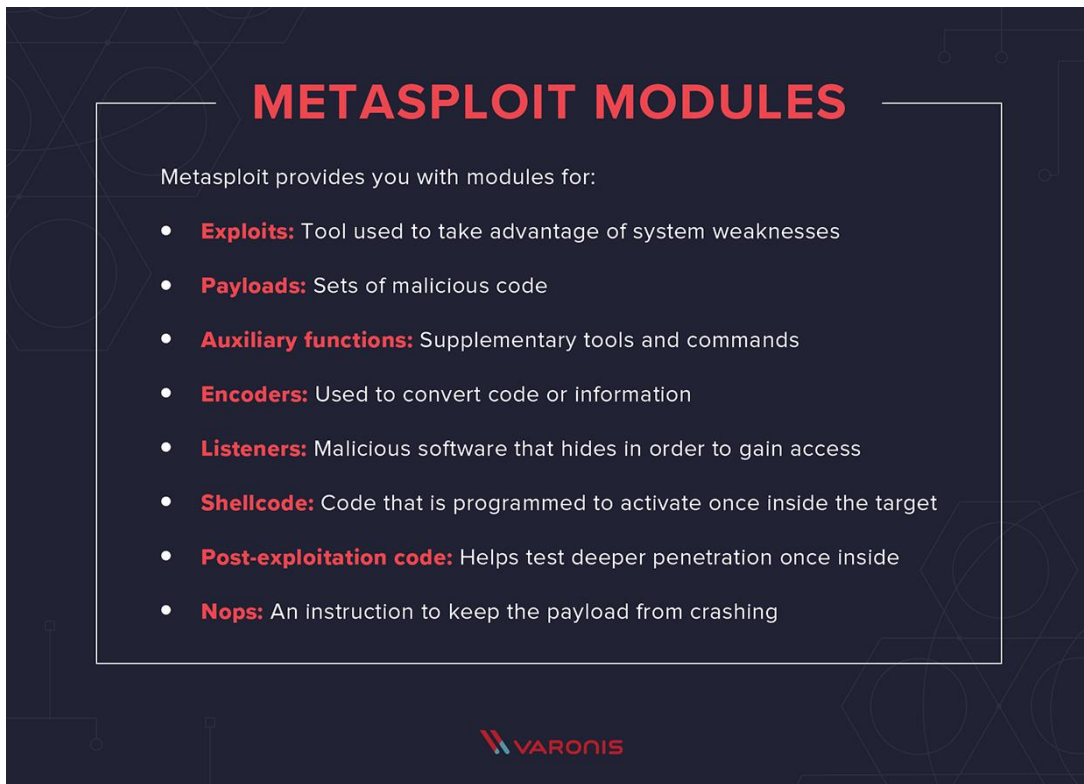 METASPLOIT MODULES
Metasploit provides you with modules for:
• Exploits: Tool used to take advantage of system weaknesses
• Payloads: Sets of malicious code
• Auxiliary functions: Supplementary tools and commands
• Encoders: Used to convert code or information
• Listeners: Malicious software that hides in order to gain access
• Shellcode: Code that is programmed to activate once inside the target
• Post-exploitation code: Helps test deeper penetration once inside
• Nops: An instruction to keep the payload from crashing
VARONIS